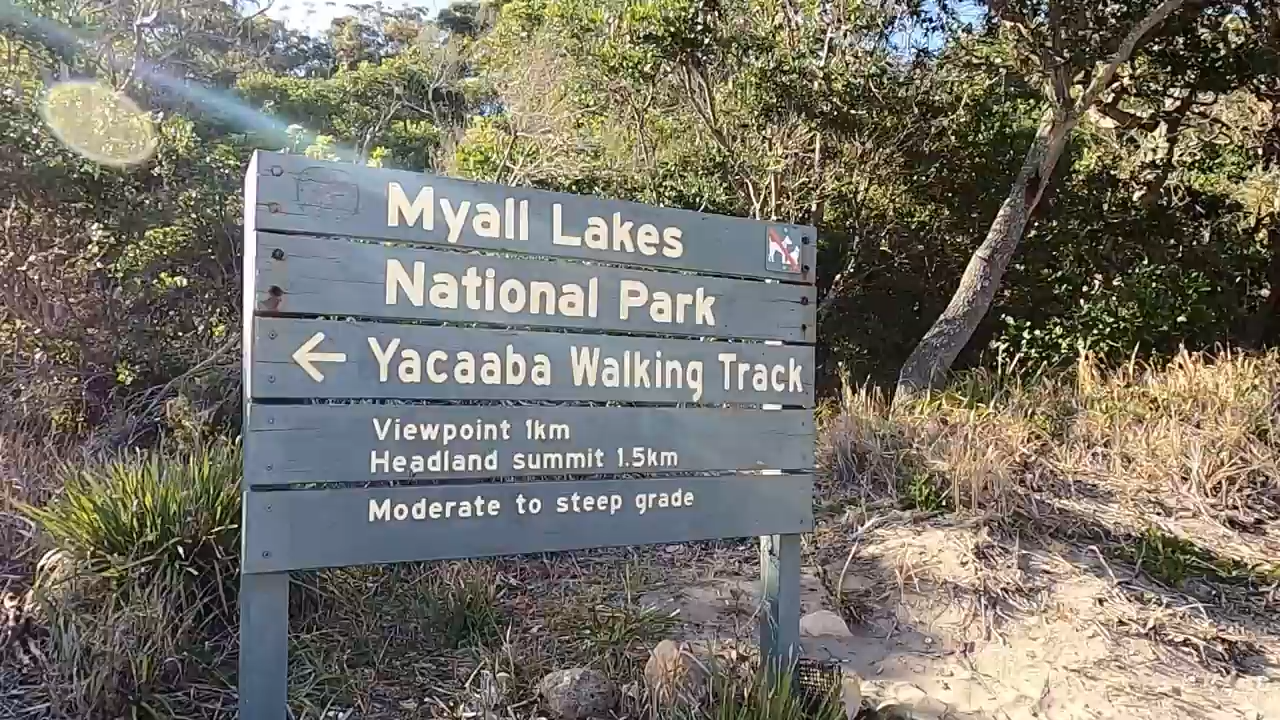 Myall Lakes
National Park
← Yacaaba Walking Track
Viewpoint 1km
Headland summit 1.5km
Moderate to steep grade